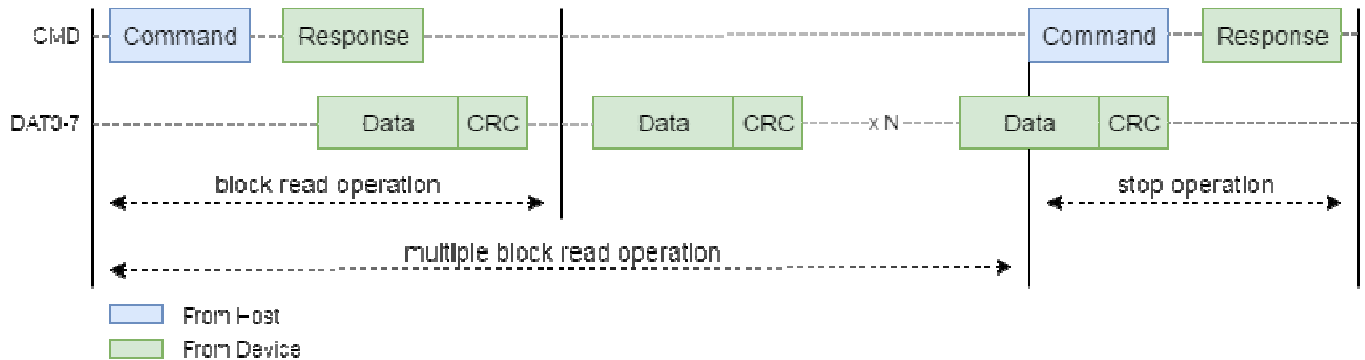 CMD Command Response Command Response
DAT0-7 Data CRC Data CRC x N Data CRC
block read operation stop operation
multiple block read operation
From Host
From Device